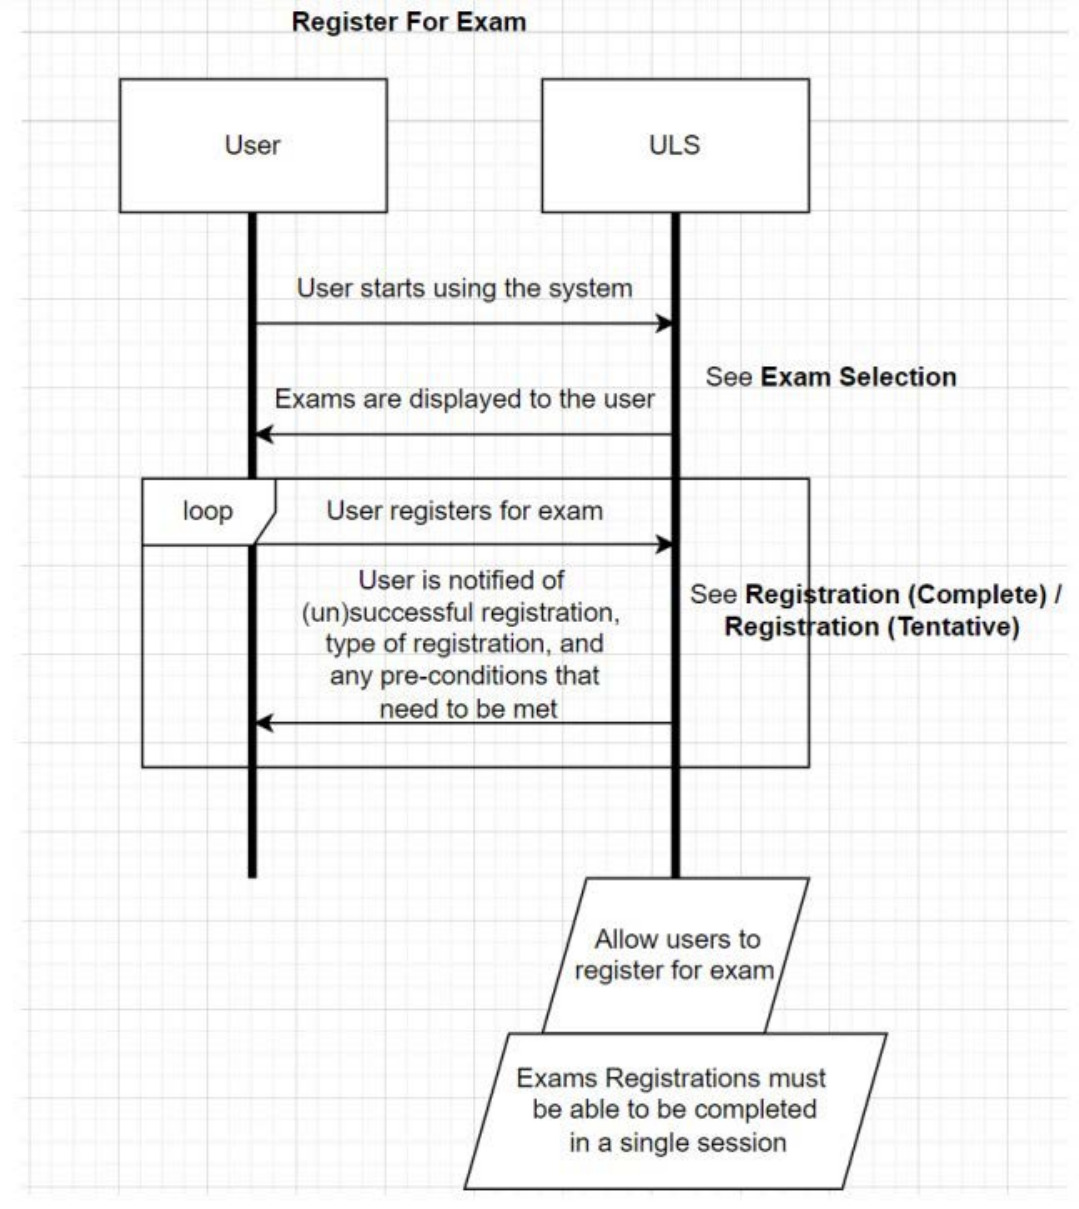 Register For Exam
User
ULS
User starts using the system
See Exam Selection
Exams are displayed to the user
loop
User registers for exam
User is notified of
(un)successful registration,
type of registration, and
any pre-conditions that
need to be met
See Registration (Complete) /
Registration (Tentative)
Allow users to
register for exam
Exams Registrations must
be able to be completed
in a single session